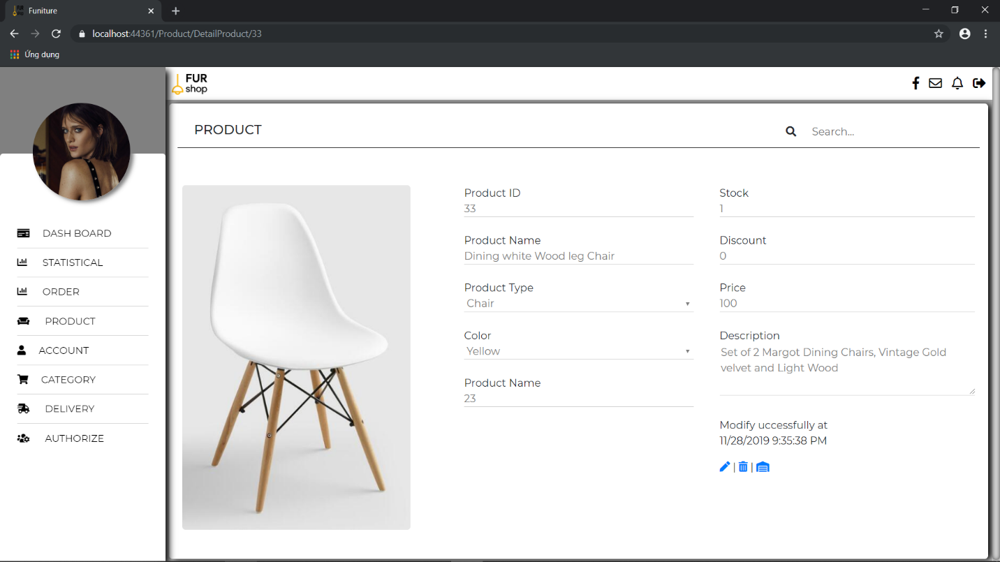 Funiture
localhost:44361/Product/DetailProduct/33
Ứng dụng
FUR
shop
PRODUCT
Search...
DASH BOARD
STATISTICAL
ORDER
PRODUCT
ACCOUNT
CATEGORY
DELIVERY
AUTHORIZE
Product ID
33
Product Name
Dining white Wood leg Chair
Product Type
Chair
Color
Yellow
Product Name
23
Stock
1
Discount
0
Price
100
Description
Set of 2 Margot Dining Chairs, Vintage Gold
velvet and Light Wood
Modify uccessfully at
11/28/2019 9:35:38 PM
| |